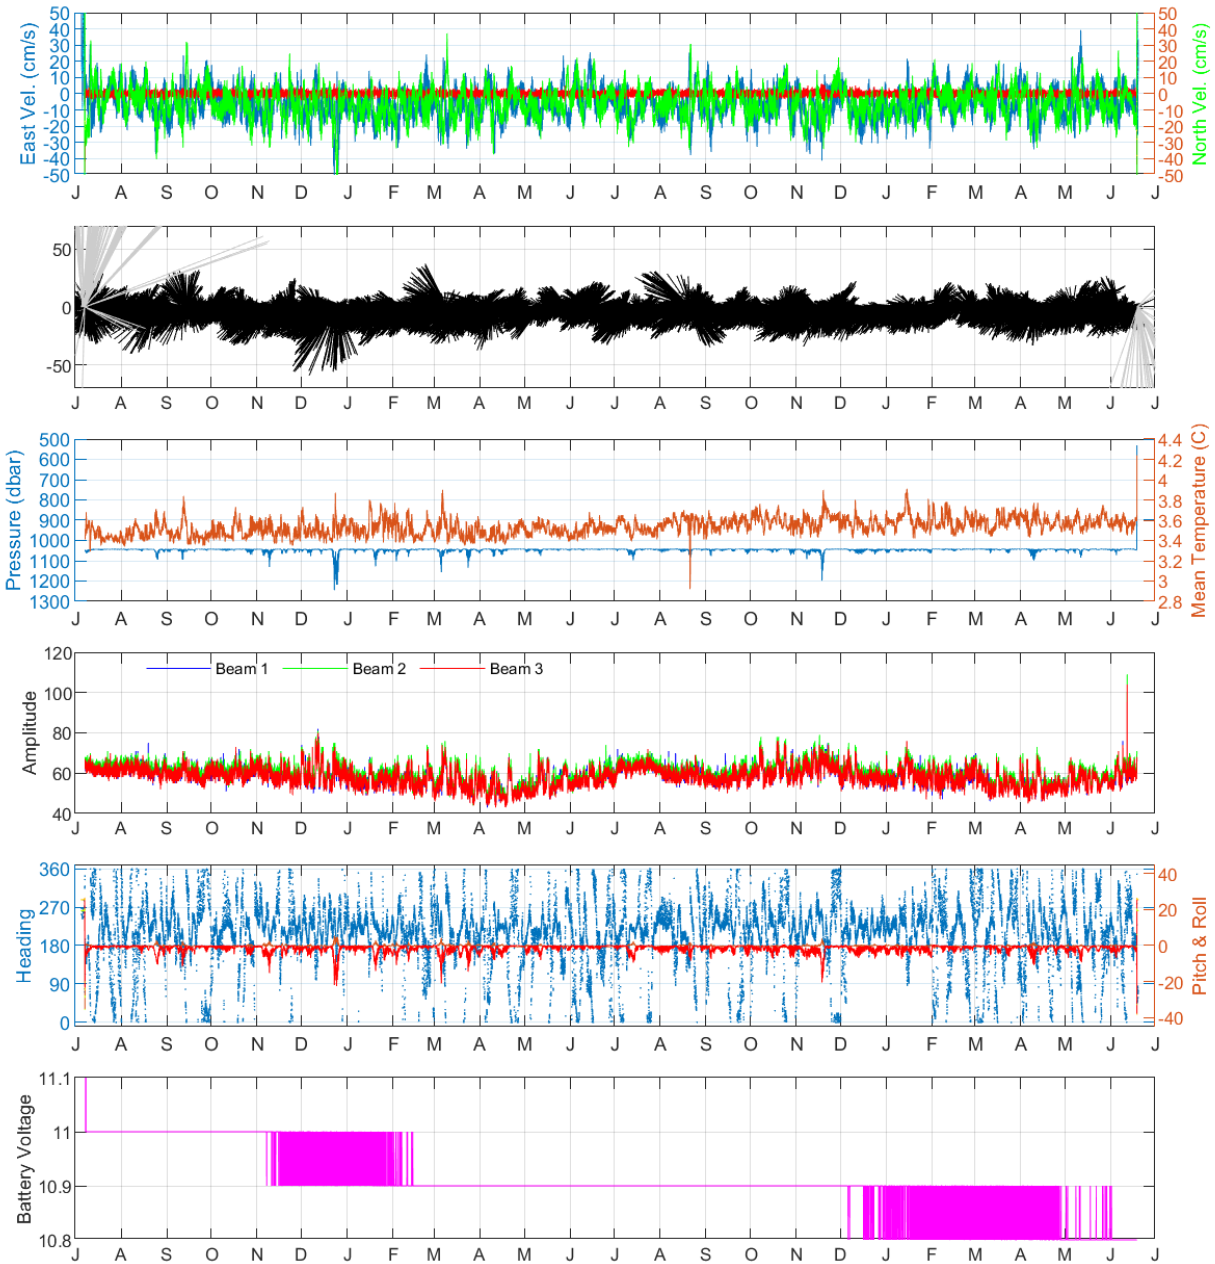 50 40 30 20 10 0 -10 -20 -30 -40 -50
East Vel. (cm/s)
50 40 30 20 10 0 -10 -20 -30 -40 -50
North Vel. (cm/s)
J A S O N D J F M A M J J A S O N D J F M A M J J
50 0 -50
J A S O N D J F M A M J J A S O N D J F M A M J J
500 600 700 800 900 1000 1100 1200 1300
Pressure (dbar)
4.4 4.2 4 3.8 3.6 3.4 3.2 3 2.8
Mean Temperature (C)
J A S O N D J F M A M J J A S O N D J F M A M J J
120 100 80 60 40
Amplitude
Beam 1 Beam 2 Beam 3
J A S O N D J F M A M J J A S O N D J F M A M J J
360 270 180 90 0
Heading
40 20 0 -20 -40
Pitch & Roll
J A S O N D J F M A M J J A S O N D J F M A M J J
11.1 11 10.9 10.8
Battery Voltage
J A S O N D J F M A M J J A S O N D J F M A M J J